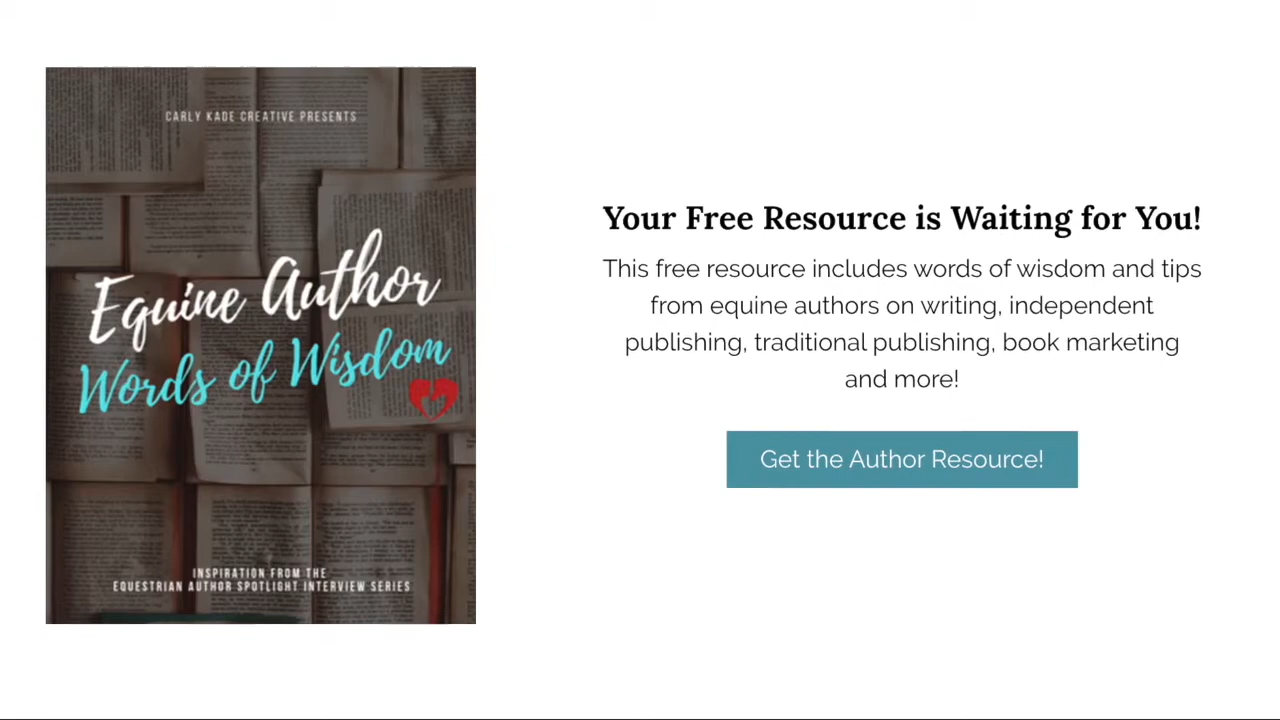 CARLY KADE CREATIVE PRESENTS
Equine Author
Words of Wisdom
INSPIRATION FROM THE
EQUESTRIAN AUTHOR SPOTLIGHT INTERVIEW SERIES
Your Free Resource is Waiting for You!
This free resource includes words of wisdom and tips
from equine authors on writing, independent
publishing, traditional publishing, book marketing
and more!
Get the Author Resource!